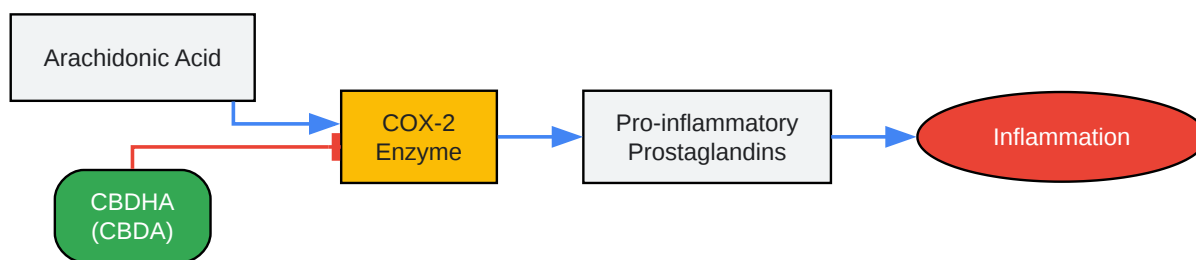 Arachidonic Acid
COX-2
Enzyme
Pro-inflammatory
Prostaglandins
Inflammation
CBDHA
(CBDA)